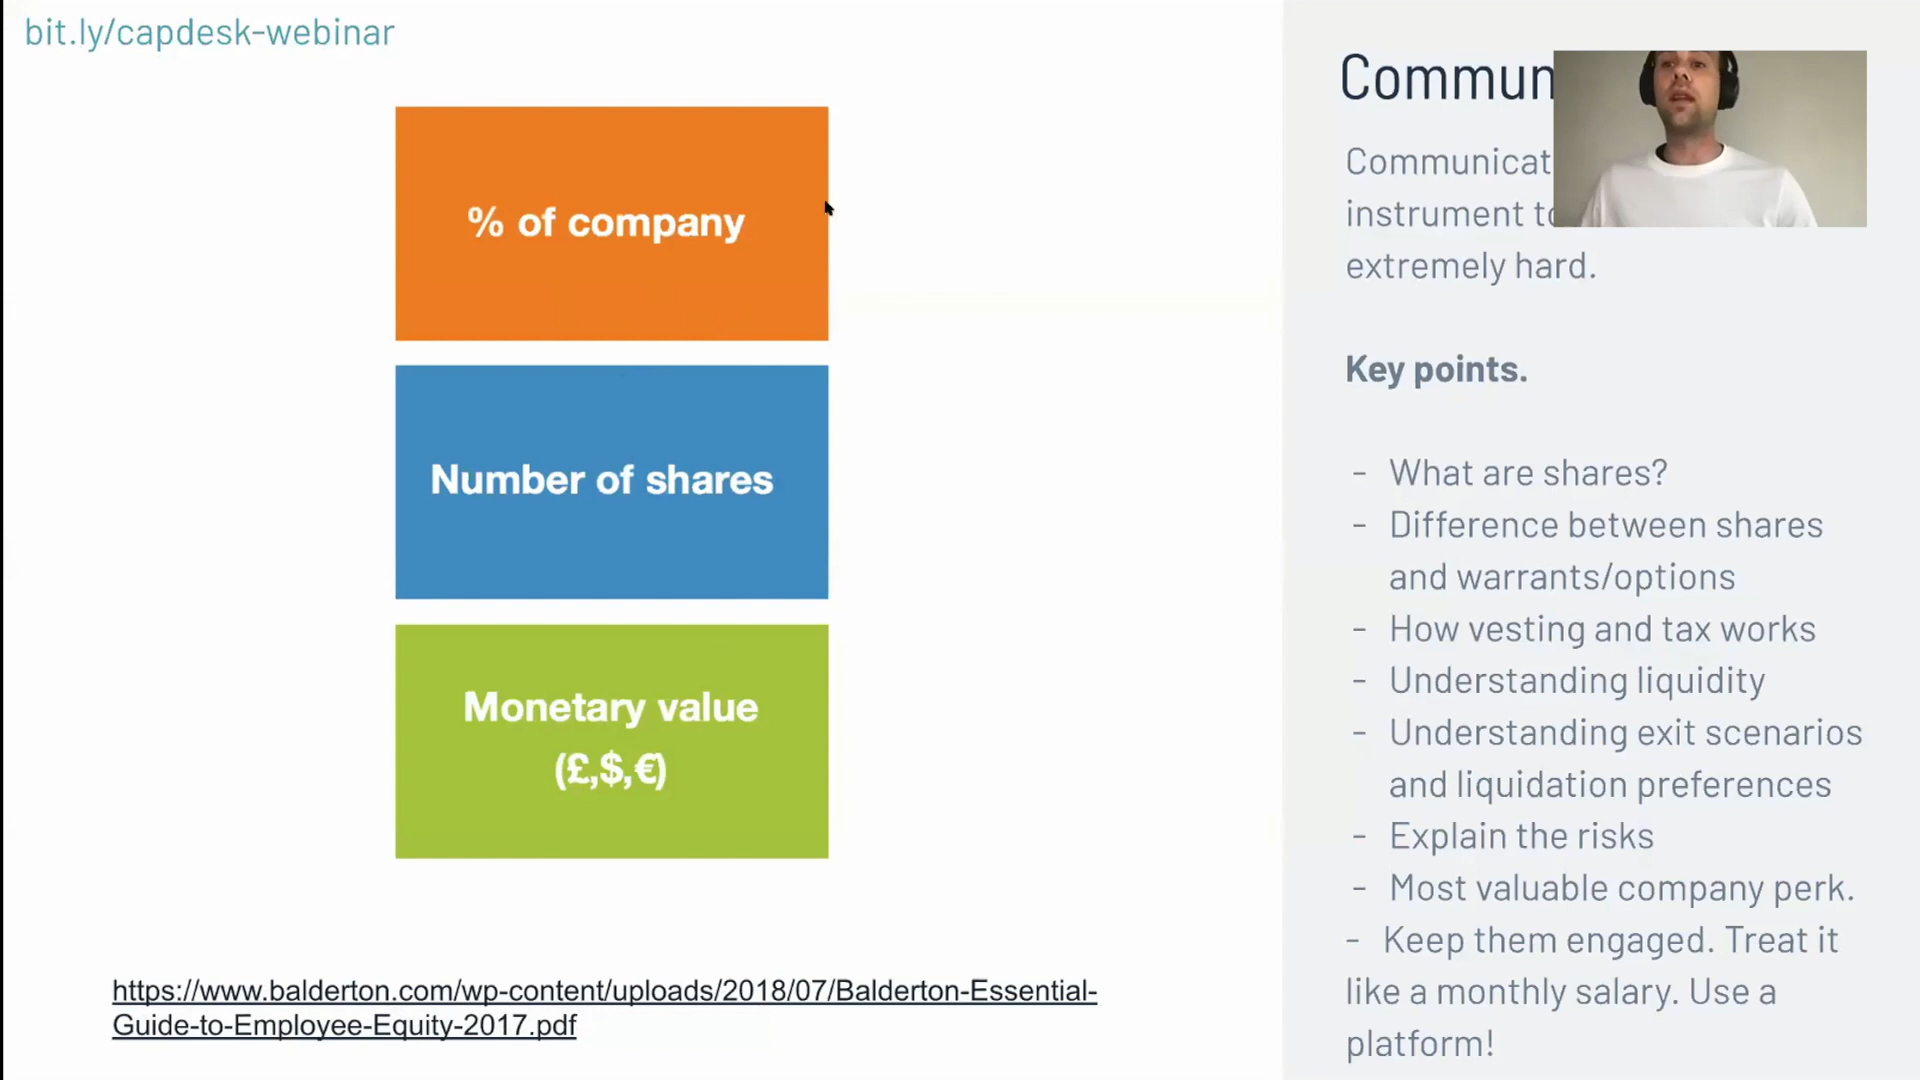 bit.ly/capdesk-webinar
% of company
Number of shares
Monetary value
(£,$,€)
https://www.balderton.com/wp-content/uploads/2018/07/Balderton-Essential-
Guide-to-Employee-Equity-2017.pdf
Commun
Communicat
instrument to
extremely hard.
Key points.
- What are shares?
- Difference between shares
and warrants/options
- How vesting and tax works
- Understanding liquidity
- Understanding exit scenarios
and liquidation preferences
- Explain the risks
- Most valuable company perk.
- Keep them engaged. Treat it
like a monthly salary. Use a
platform!